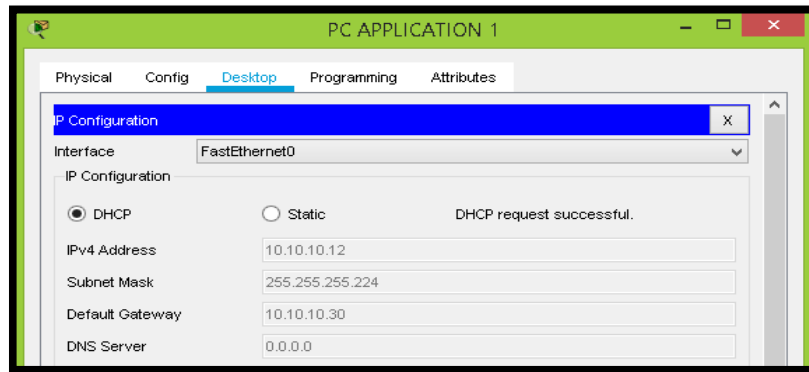 PC APPLICATION 1
Physical Config Desktop Programming Attributes
IP Configuration X
Interface FastEthernet0
IP Configuration
DHCP Static DHCP request successful.
IPv4 Address 10.10.10.12
Subnet Mask 255.255.255.224
Default Gateway 10.10.10.30
DNS Server 0.0.0.0